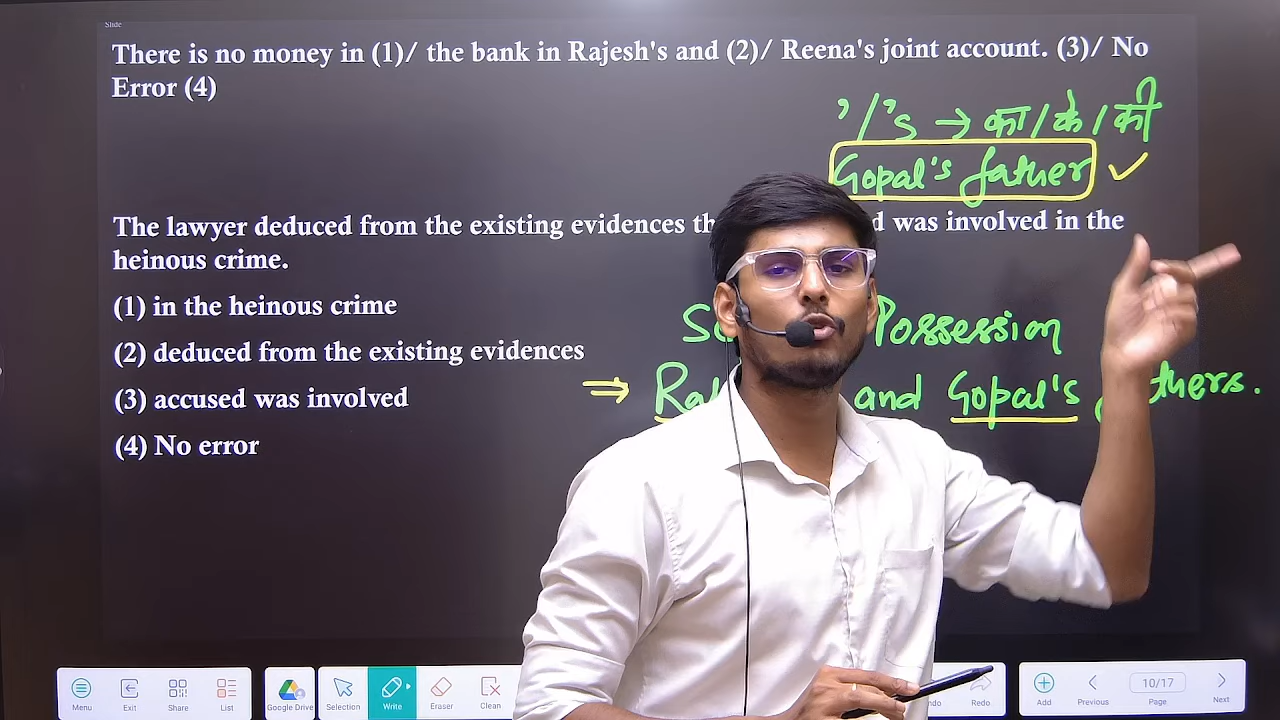 Slide
There is no money in (1)/ the bank in Rajesh's and (2)/ Reena's joint account. (3)/ No
Error (4)
'/'s → का/के/की
Gopal's father ✓
The lawyer deduced from the existing evidences was involved in the
heinous crime.
(1) in the heinous crime
Possession
(2) deduced from the existing evidences
⇒ and Gopal's
(3) accused was involved
(4) No error
Menu
Exit
Share
Google Drive
Selection
Write
Eraser
Clean
Redo
Add
Previous
10/17
Page
Next